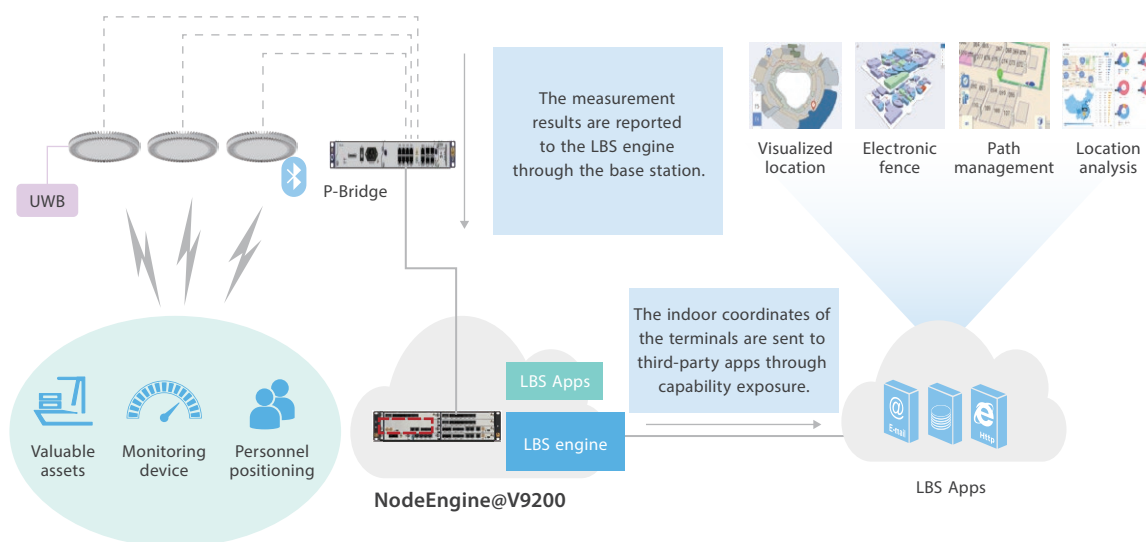 The measurement
results are reported
to the LBS engine
through the base station.
Visualized
location
Electronic
fence
Path
management
Location
analysis
UWB
P-Bridge
The indoor coordinates of
the terminals are sent to
third-party apps through
capability exposure.
LBS Apps
LBS engine
@
E-mail
Http
Valuable
assets
Monitoring
device
Personnel
positioning
NodeEngine@V9200
LBS Apps